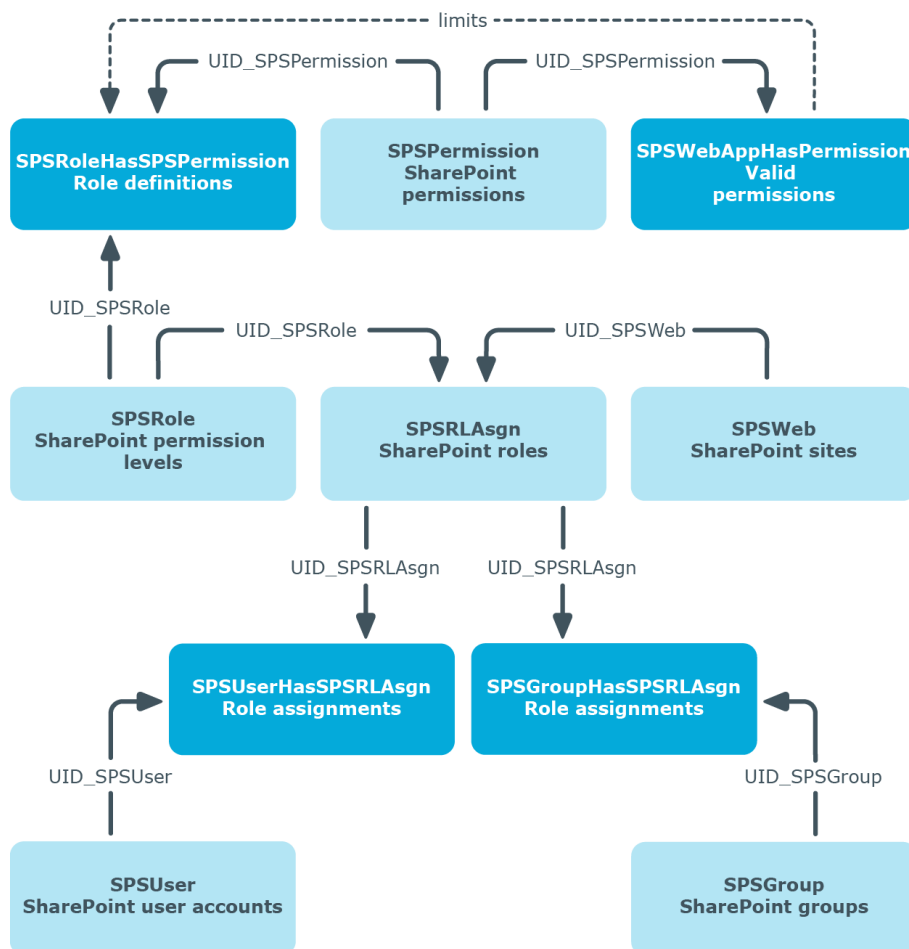 limits
UID_SPSPermission
UID_SPSPermission
SPSRoleHasSPSPermission
Role definitions
SPSPermission
SharePoint
permissions
SPSWebAppHasPermission
Valid
permissions
UID_SPSRole
UID_SPSRole
UID_SPSWeb
SPSRole
SharePoint permission
levels
SPSRLAsgn
SharePoint roles
SPSWeb
SharePoint sites
UID_SPSRLAsgn
UID_SPSRLAsgn
SPSUserHasSPSRLAsgn
Role assignments
SPSGroupHasSPSRLAsgn
Role assignments
UID_SPSUser
UID_SPSGroup
SPSUser
SharePoint user accounts
SPSGroup
SharePoint groups